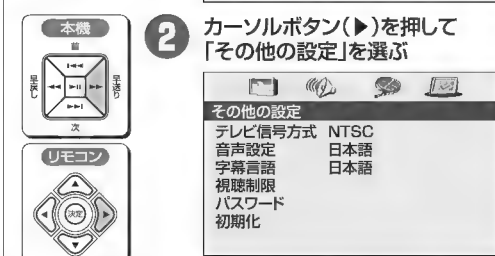 本機
前
早戻し
早送り
次
リモコン
決定
2 カーソルボタン(▶)を押して
「その他の設定」を選ぶ
その他の設定
テレビ信号方式 NTSC
音声設定 日本語
字幕言語 日本語
視聴制限
パスワード
初期化